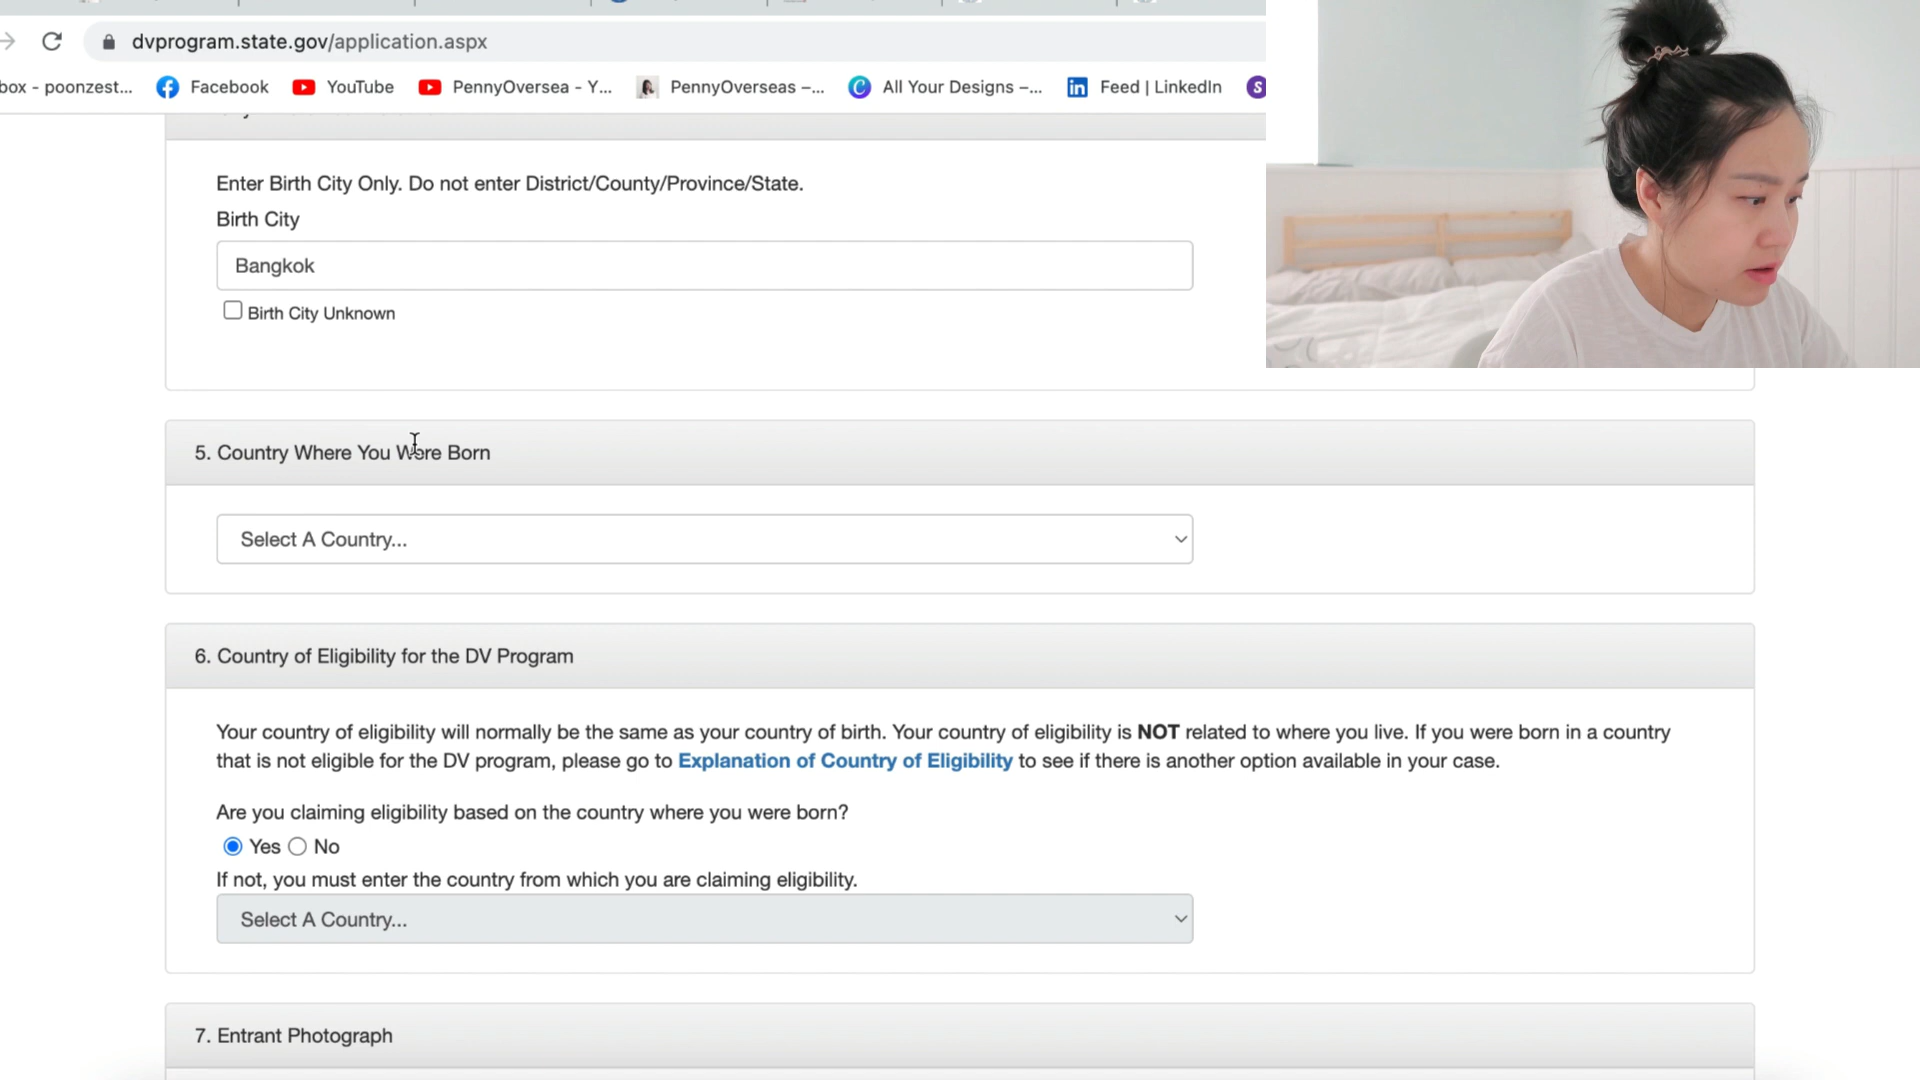 dvprogram.state.gov/application.aspx
box - poonzest... Facebook YouTube PennyOversea - Y... PennyOverseas –... All Your Designs –... Feed | LinkedIn S
Enter Birth City Only. Do not enter District/County/Province/State.
Birth City
Bangkok
Birth City Unknown
5. Country Where You Were Born
Select A Country...
6. Country of Eligibility for the DV Program
Your country of eligibility will normally be the same as your country of birth. Your country of eligibility is NOT related to where you live. If you were born in a country
that is not eligible for the DV program, please go to Explanation of Country of Eligibility to see if there is another option available in your case.
Are you claiming eligibility based on the country where you were born?
Yes No
If not, you must enter the country from which you are claiming eligibility.
Select A Country...
7. Entrant Photograph